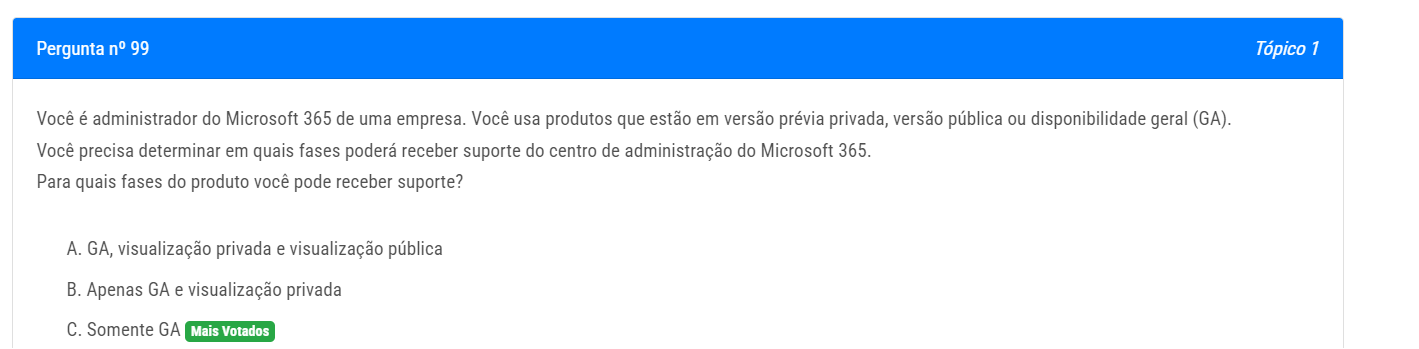 Pergunta nº 99
Tópico 1
Você é administrador do Microsoft 365 de uma empresa. Você usa produtos que estão em versão prévia privada, versão pública ou disponibilidade geral (GA).
Você precisa determinar em quais fases poderá receber suporte do centro de administração do Microsoft 365.
Para quais fases do produto você pode receber suporte?
A. GA, visualização privada e visualização pública
B. Apenas GA e visualização privada
C. Somente GA Mais Votados